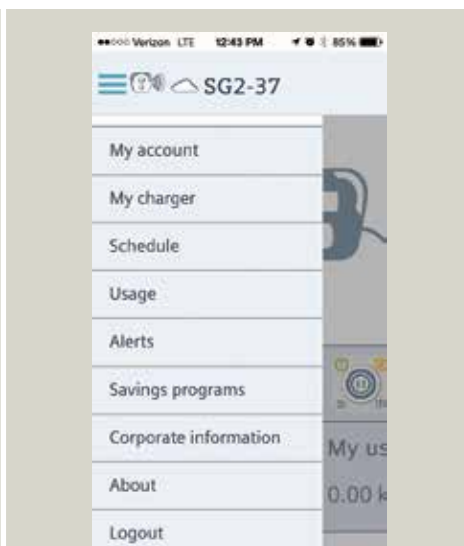 Verizon LTE 12:43 PM 85%
SG2-37
My account
My charger
Schedule
Usage
Alerts
Savings programs
Corporate information
My us
About
0.00 k
Logout